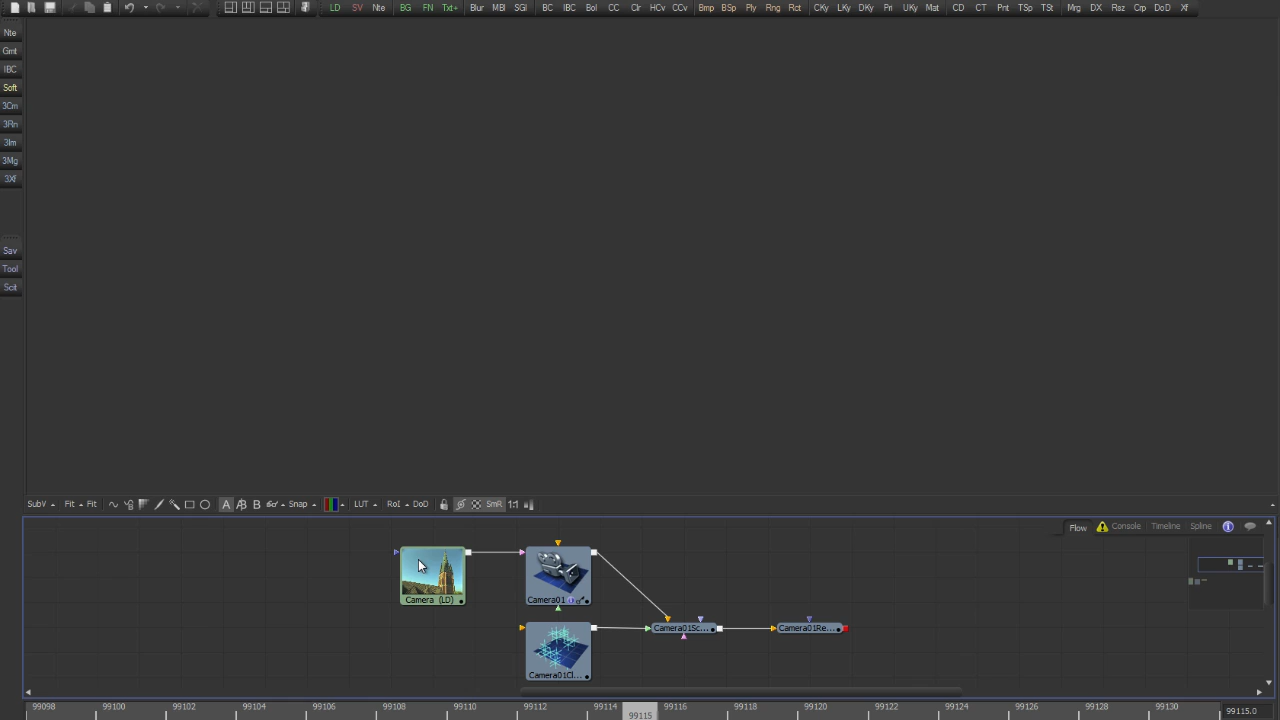 LD SV Nte BG FN Txt+ Blur MBl SGl BC IBC Bol CC Clr HCv CCv Bmp BSp Ply Rng Rct CKy LKy DKy Pri UKy Mat CD CT Pnt TSp TSt Mrg DX Rsz Crp DoD Xf
Nte
Gmt
IBC
Soft
3Cm
3Rn
3Im
3Mg
3Xf
Sav
Tool
Scit
SubV Fit Fit A B Snap LUT RoI DoD SmR 1:1
Flow Console Timeline Spline
Camera (LD)
Camera01
Camera01Sc...
Camera01Re...
Camera01Cl...
99098 99100 99102 99104 99106 99108 99110 99112 99114 99116 99118 99120 99122 99124 99126 99128 99130
99115
99115.0